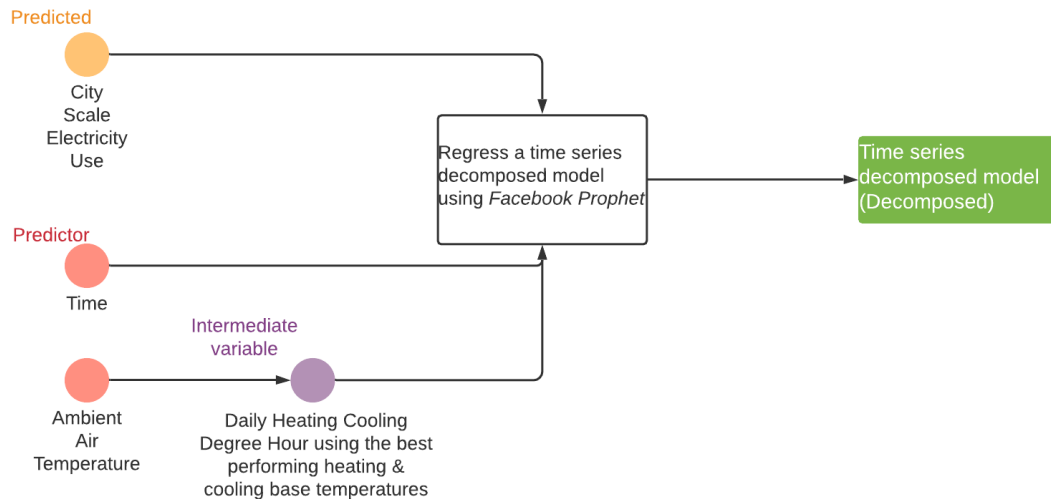 Predicted
City
Scale
Electricity
Use
Regress a time series
decomposed model
using Facebook Prophet
Time series
decomposed model
(Decomposed)
Predictor
Time
Intermediate
variable
Ambient
Air
Temperature
Daily Heating Cooling
Degree Hour using the best
performing heating &
cooling base temperatures